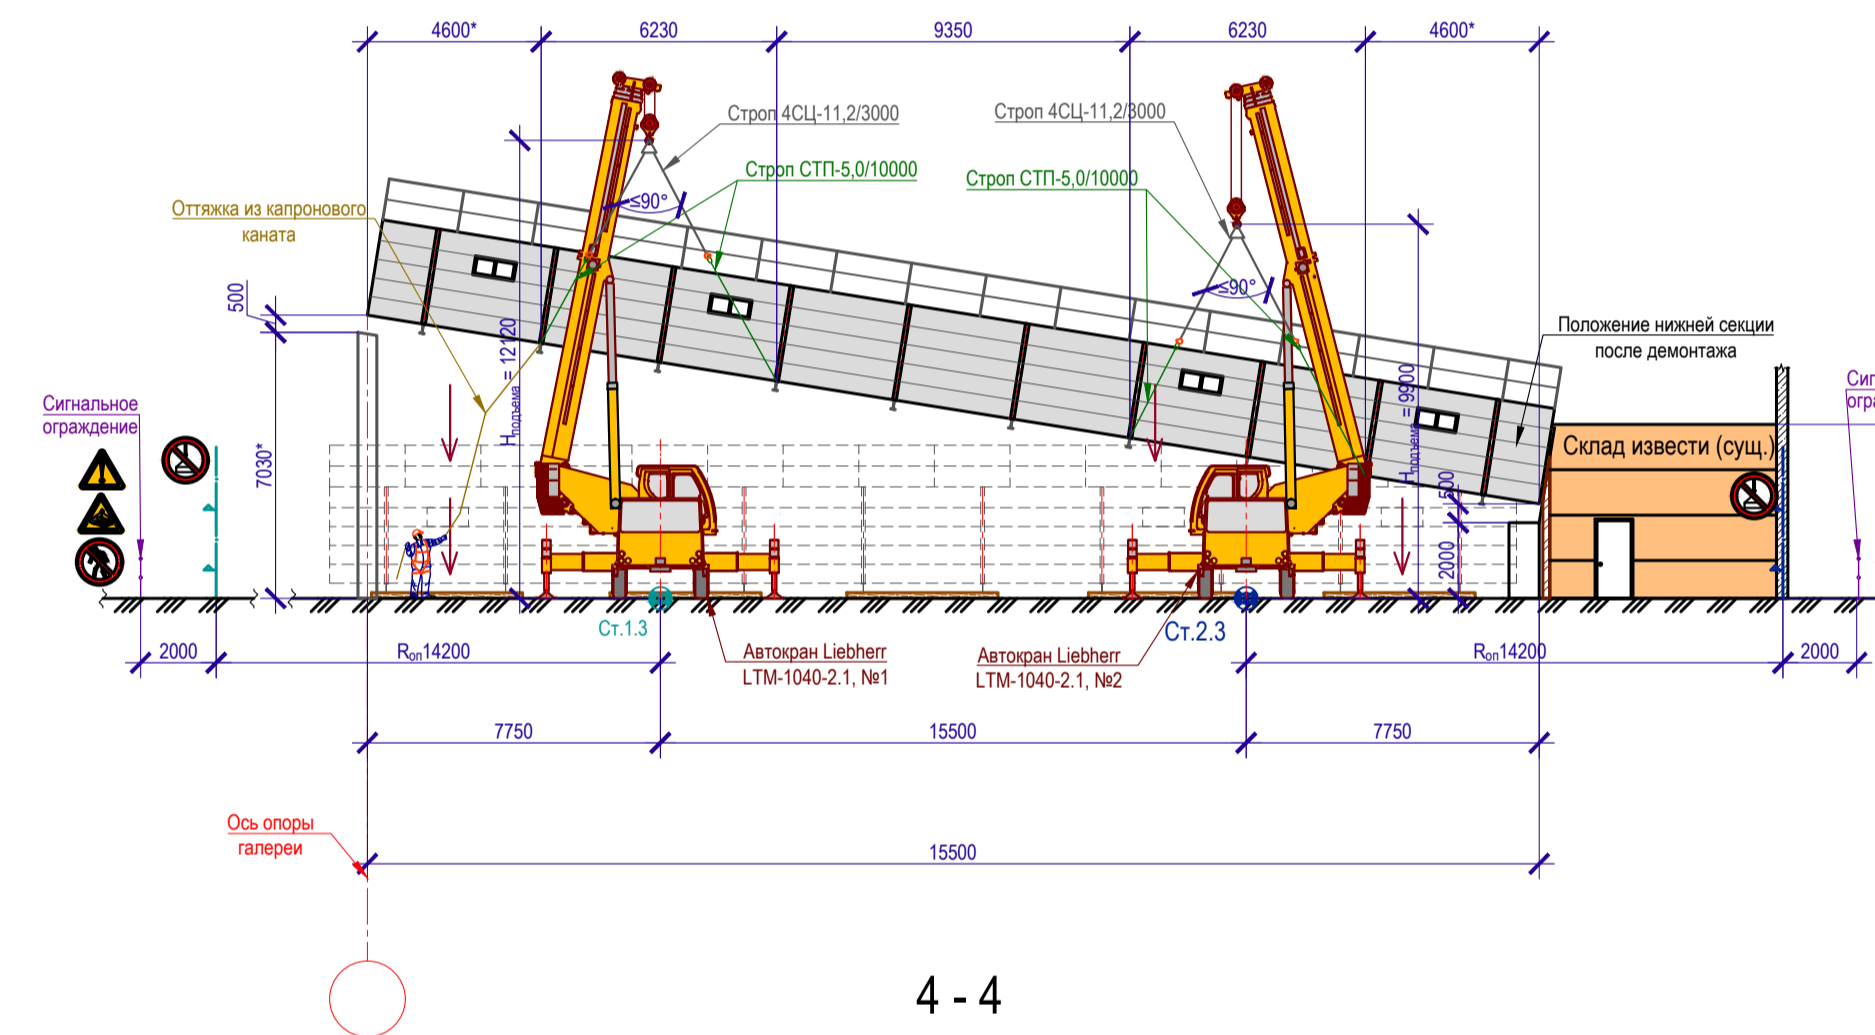 4600*
6230
9350
6230
4600*
Строп 4СЦ-11,2/3000
Строп 4СЦ-11,2/3000
Строп СТП-5,0/10000
Строп СТП-5,0/10000
Оттяжка из капронового
каната
≤90°
≤90°
500
Hподъема = 12120
Hподъема = 9900
Положение нижней секции
после демонтажа
Сигнальное
ограждение
Сиг
огра
7030*
Склад извести (сущ.)
500
2000
Ст.1.3
Ст.2.3
2000
Rоп14200
Автокран Liebherr
LTM-1040-2.1, №1
Автокран Liebherr
LTM-1040-2.1, №2
Rоп14200
2000
7750
15500
7750
Ось опоры
галереи
15500
4 - 4